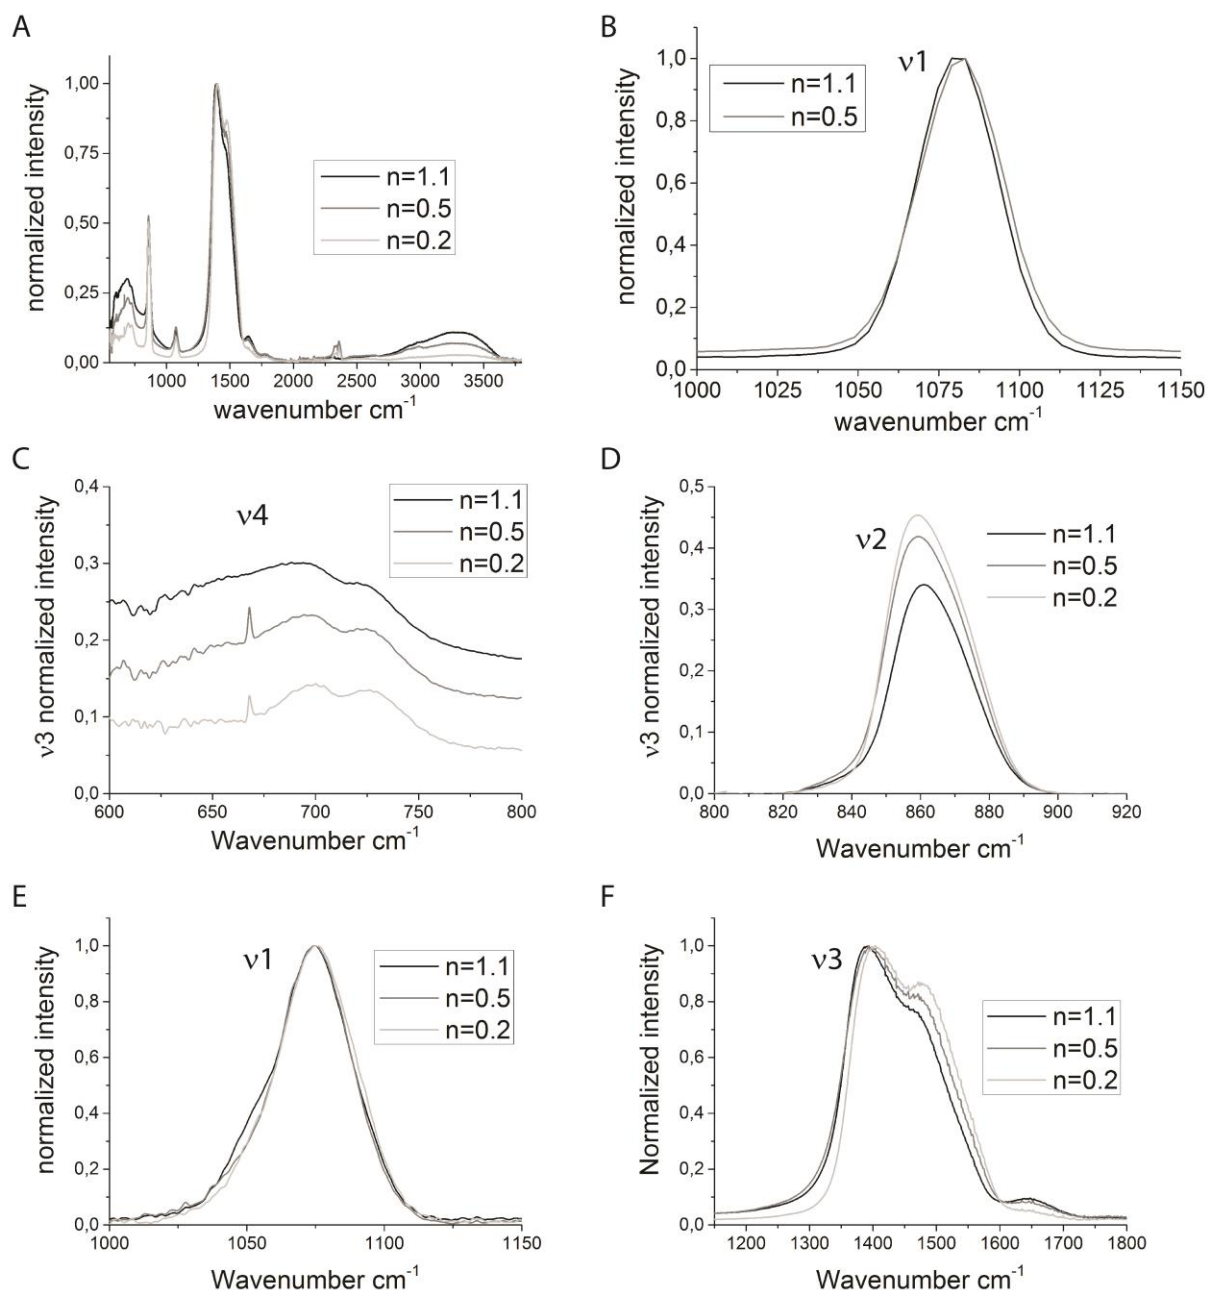 A
normalized intensity
1,00
0,75
0,50
0,25
0,00
1000 1500 2000 2500 3000 3500
wavenumber cm-1
n=1.1
n=0.5
n=0.2
B
normalized intensity
1,0
0,8
0,6
0,4
0,2
0,0
1000 1025 1050 1075 1100 1125 1150
wavenumber cm-1
ν1
n=1.1
n=0.5
C
ν3 normalized intensity
0,4
0,3
0,2
0,1
0,0
600 650 700 750 800
Wavenumber cm-1
ν4
n=1.1
n=0.5
n=0.2
D
ν3 normalized intensity
0,5
0,4
0,3
0,2
0,1
0,0
800 820 840 860 880 900 920
Wavenumber cm-1
ν2
n=1.1
n=0.5
n=0.2
E
normalized intensity
1,0
0,8
0,6
0,4
0,2
0,0
1000 1050 1100 1150
Wavenumber cm-1
ν1
n=1.1
n=0.5
n=0.2
F
Normalized intensity
1,0
0,8
0,6
0,4
0,2
0,0
1200 1300 1400 1500 1600 1700 1800
Wavenumber cm-1
ν3
n=1.1
n=0.5
n=0.2